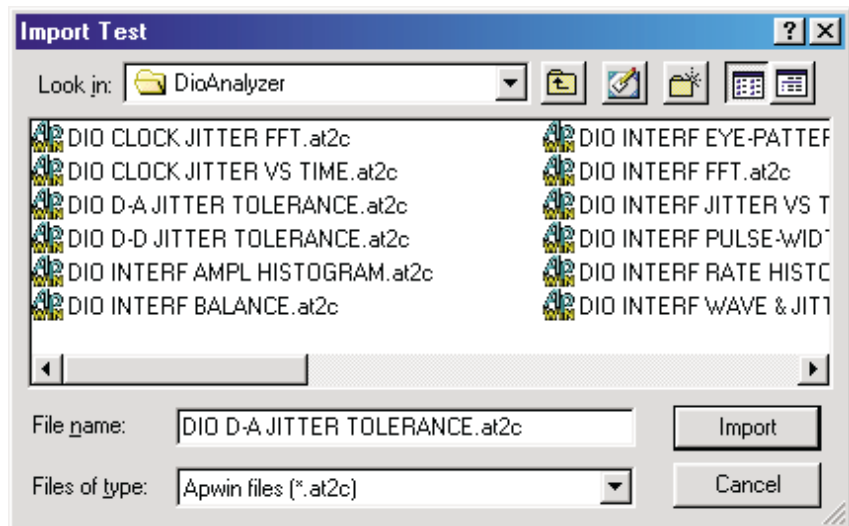 Import Test
Look in: DioAnalyzer
DIO CLOCK JITTER FFT.at2c
DIO CLOCK JITTER VS TIME.at2c
DIO D-A JITTER TOLERANCE.at2c
DIO D-D JITTER TOLERANCE.at2c
DIO INTERF AMPL HISTOGRAM.at2c
DIO INTERF BALANCE.at2c
DIO INTERF EYE-PATTER
DIO INTERF FFT.at2c
DIO INTERF JITTER VS T
DIO INTERF PULSE-WIDT
DIO INTERF RATE HISTO
DIO INTERF WAVE & JITT
File name: DIO D-A JITTER TOLERANCE.at2c
Import
Files of type: Apwin files (*.at2c)
Cancel